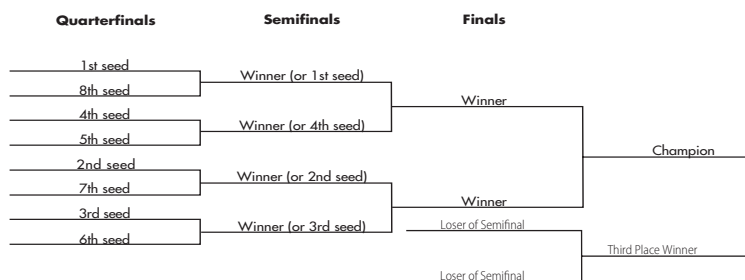 Quarterfinals Semifinals Finals
1st seed
8th seed
4th seed
5th seed
2nd seed
7th seed
3rd seed
6th seed
Winner (or 1st seed)
Winner (or 4th seed)
Winner (or 2nd seed)
Winner (or 3rd seed)
Winner
Winner
Champion
Loser of Semifinal
Loser of Semifinal
Third Place Winner